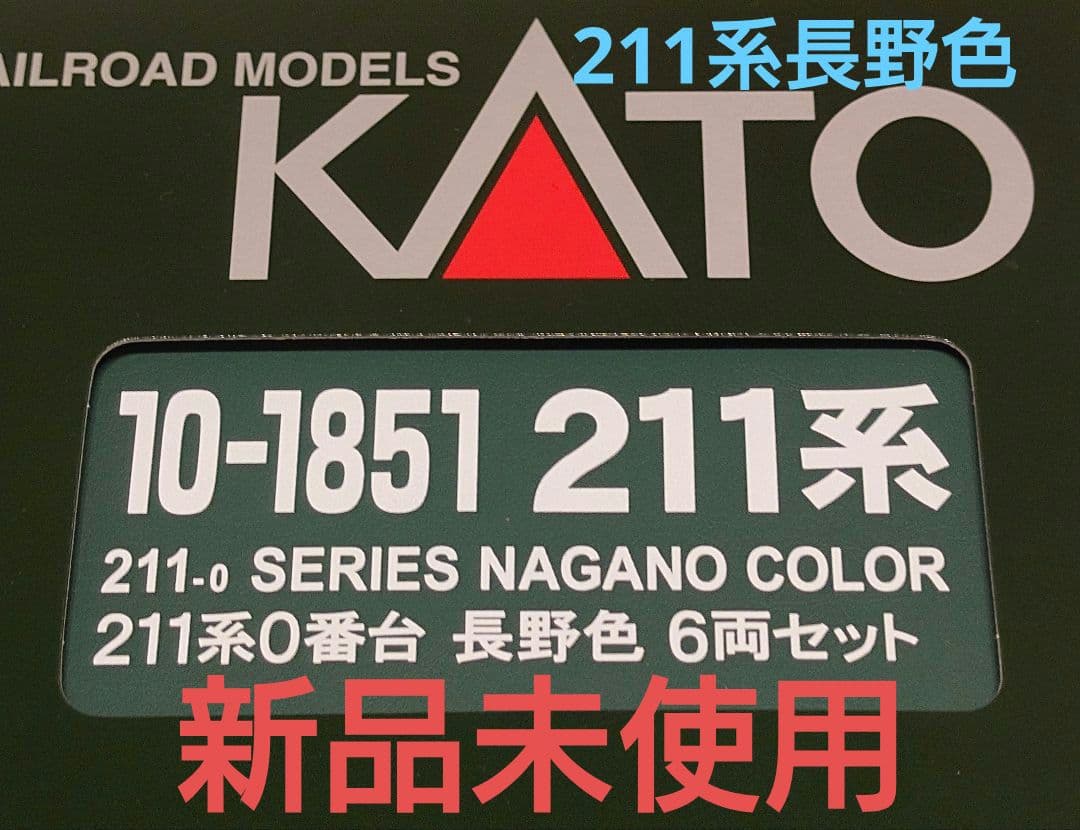 211系長野色
AILROAD MODELS
KATO
10-1851 211系
211-0 SERIES NAGANO COLOR
211系0番台 長野色 6両セット
新品未使用